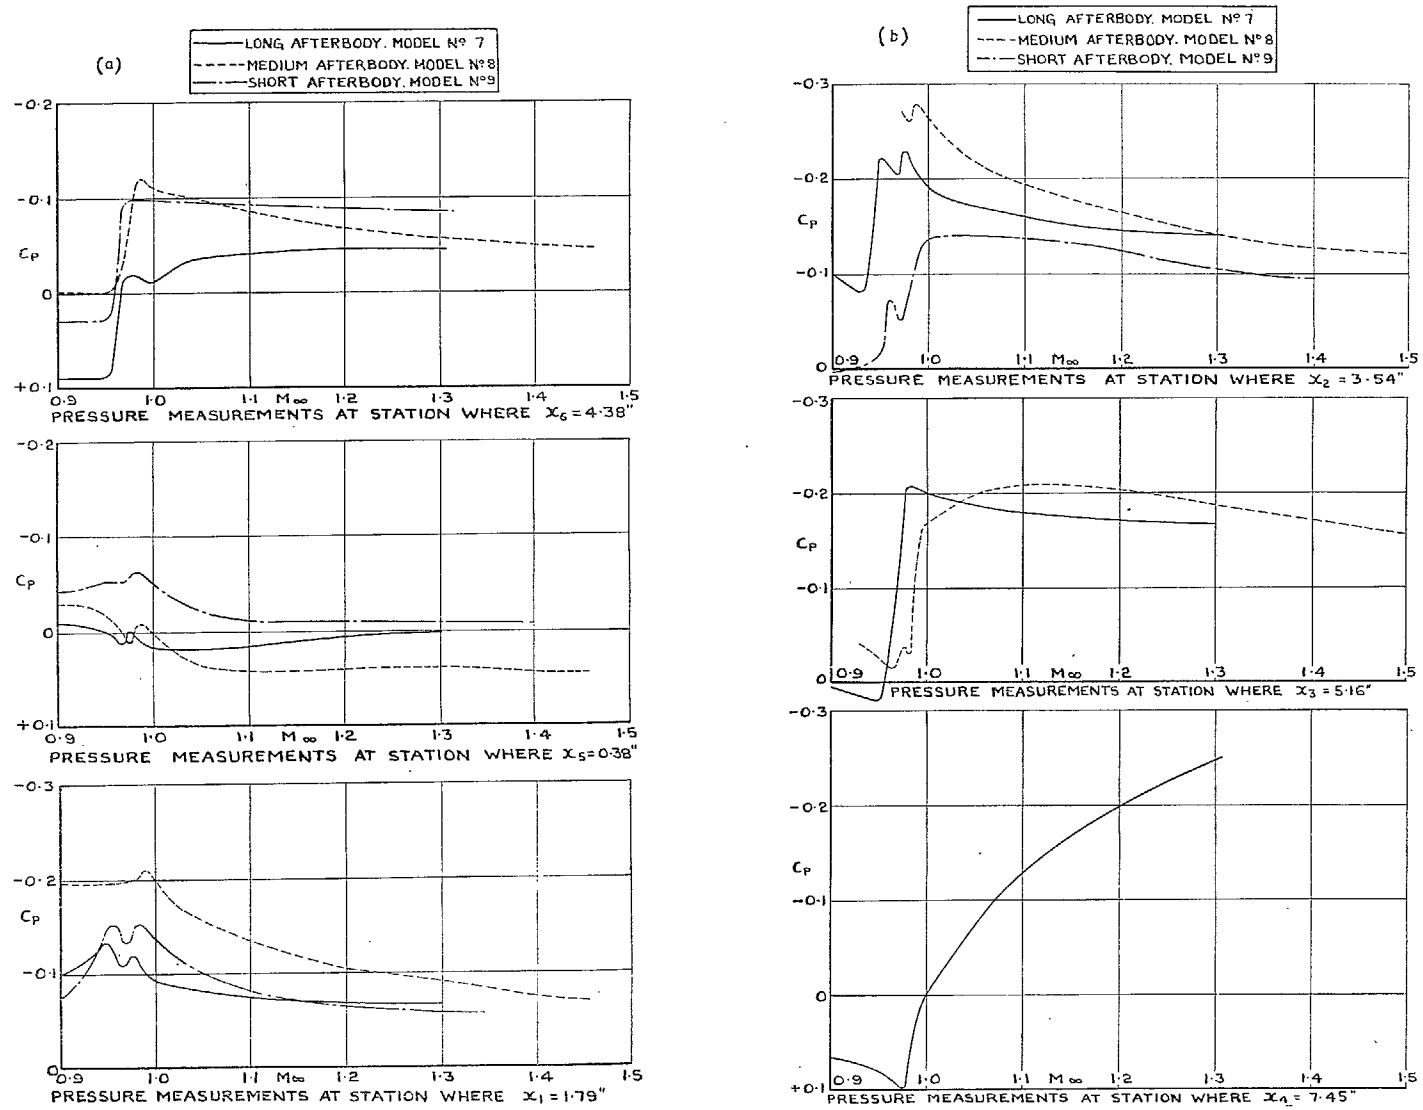 (a)
LONG AFTERBODY. MODEL Nº 7
MEDIUM AFTERBODY. MODEL Nº8
SHORT AFTERBODY. MODEL Nº9
-0.2
-0.1
CP
0
+0.1
0.9 1.0 1.1 M∞ 1.2 1.3 1.4 1.5
PRESSURE MEASUREMENTS AT STATION WHERE x6 = 4.38"
-0.2
-0.1
CP
0
+0.1
0.9 1.0 1.1 M∞ 1.2 1.3 1.4 1.5
PRESSURE MEASUREMENTS AT STATION WHERE x5=0.38"
-0.3
-0.2
CP
-0.1
0
0.9 1.0 1.1 M∞ 1.2 1.3 1.4 1.5
PRESSURE MEASUREMENTS AT STATION WHERE x1 = 1.79"
(b)
LONG AFTERBODY. MODEL Nº 7
MEDIUM AFTERBODY. MODEL Nº8
SHORT AFTERBODY. MODEL Nº9
-0.3
-0.2
CP
-0.1
0
0.9 1.0 1.1 M∞ 1.2 1.3 1.4 1.5
PRESSURE MEASUREMENTS AT STATION WHERE x2 = 3.54"
-0.3
-0.2
CP
-0.1
0
0.9 1.0 1.1 M∞ 1.2 1.3 1.4 1.5
PRESSURE MEASUREMENTS AT STATION WHERE x3 = 5.16"
-0.3
-0.2
CP
-0.1
0
+0.1
0.9 1.0 1.1 M∞ 1.2 1.3 1.4 1.5
PRESSURE MEASUREMENTS AT STATION WHERE x4 = 7.45"